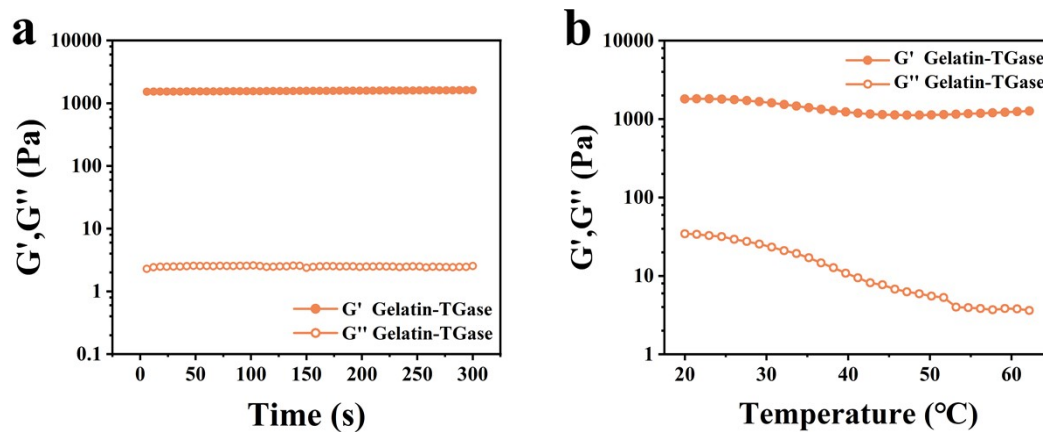 a
10000
1000
100
10
1
0.1
G',G'' (Pa)
G' Gelatin-TGase
G'' Gelatin-TGase
0 50 100 150 200 250 300
Time (s)
b
10000
1000
100
10
1
G',G'' (Pa)
G' Gelatin-TGase
G'' Gelatin-TGase
20 30 40 50 60
Temperature (°C)